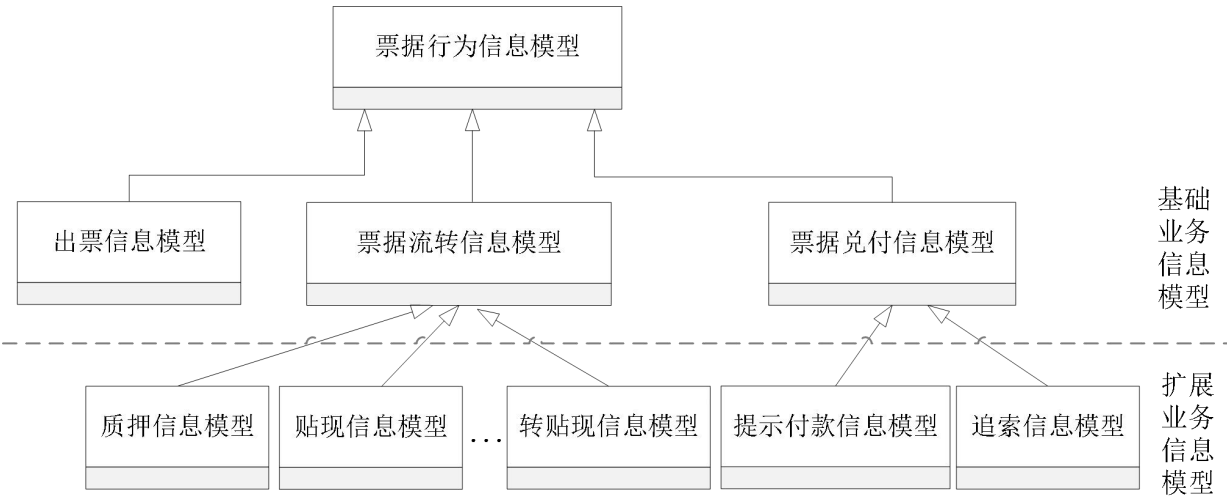 票据行为信息模型
出票信息模型
票据流转信息模型
票据兑付信息模型
基础
业务
信息
模型
质押信息模型
贴现信息模型
...
转贴现信息模型
提示付款信息模型
追索信息模型
扩展
业务
信息
模型